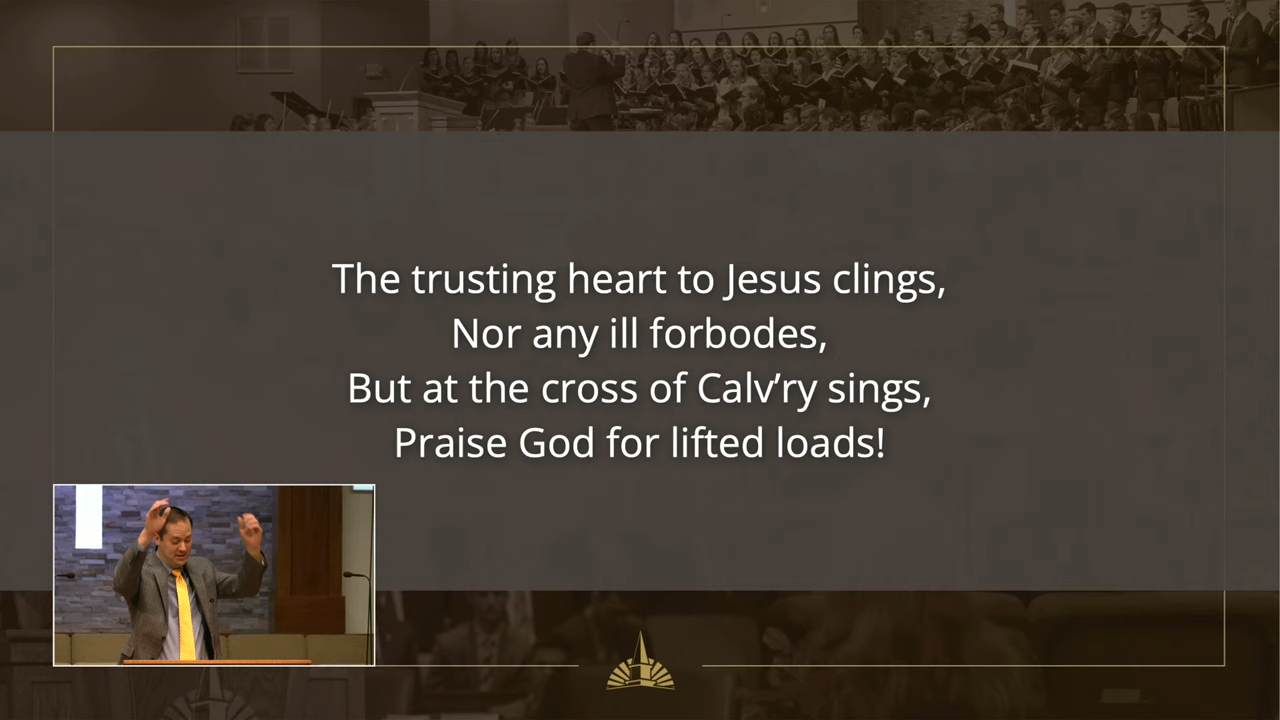 The trusting heart to Jesus clings,
Nor any ill forbodes,
But at the cross of Calv’ry sings,
Praise God for lifted loads!